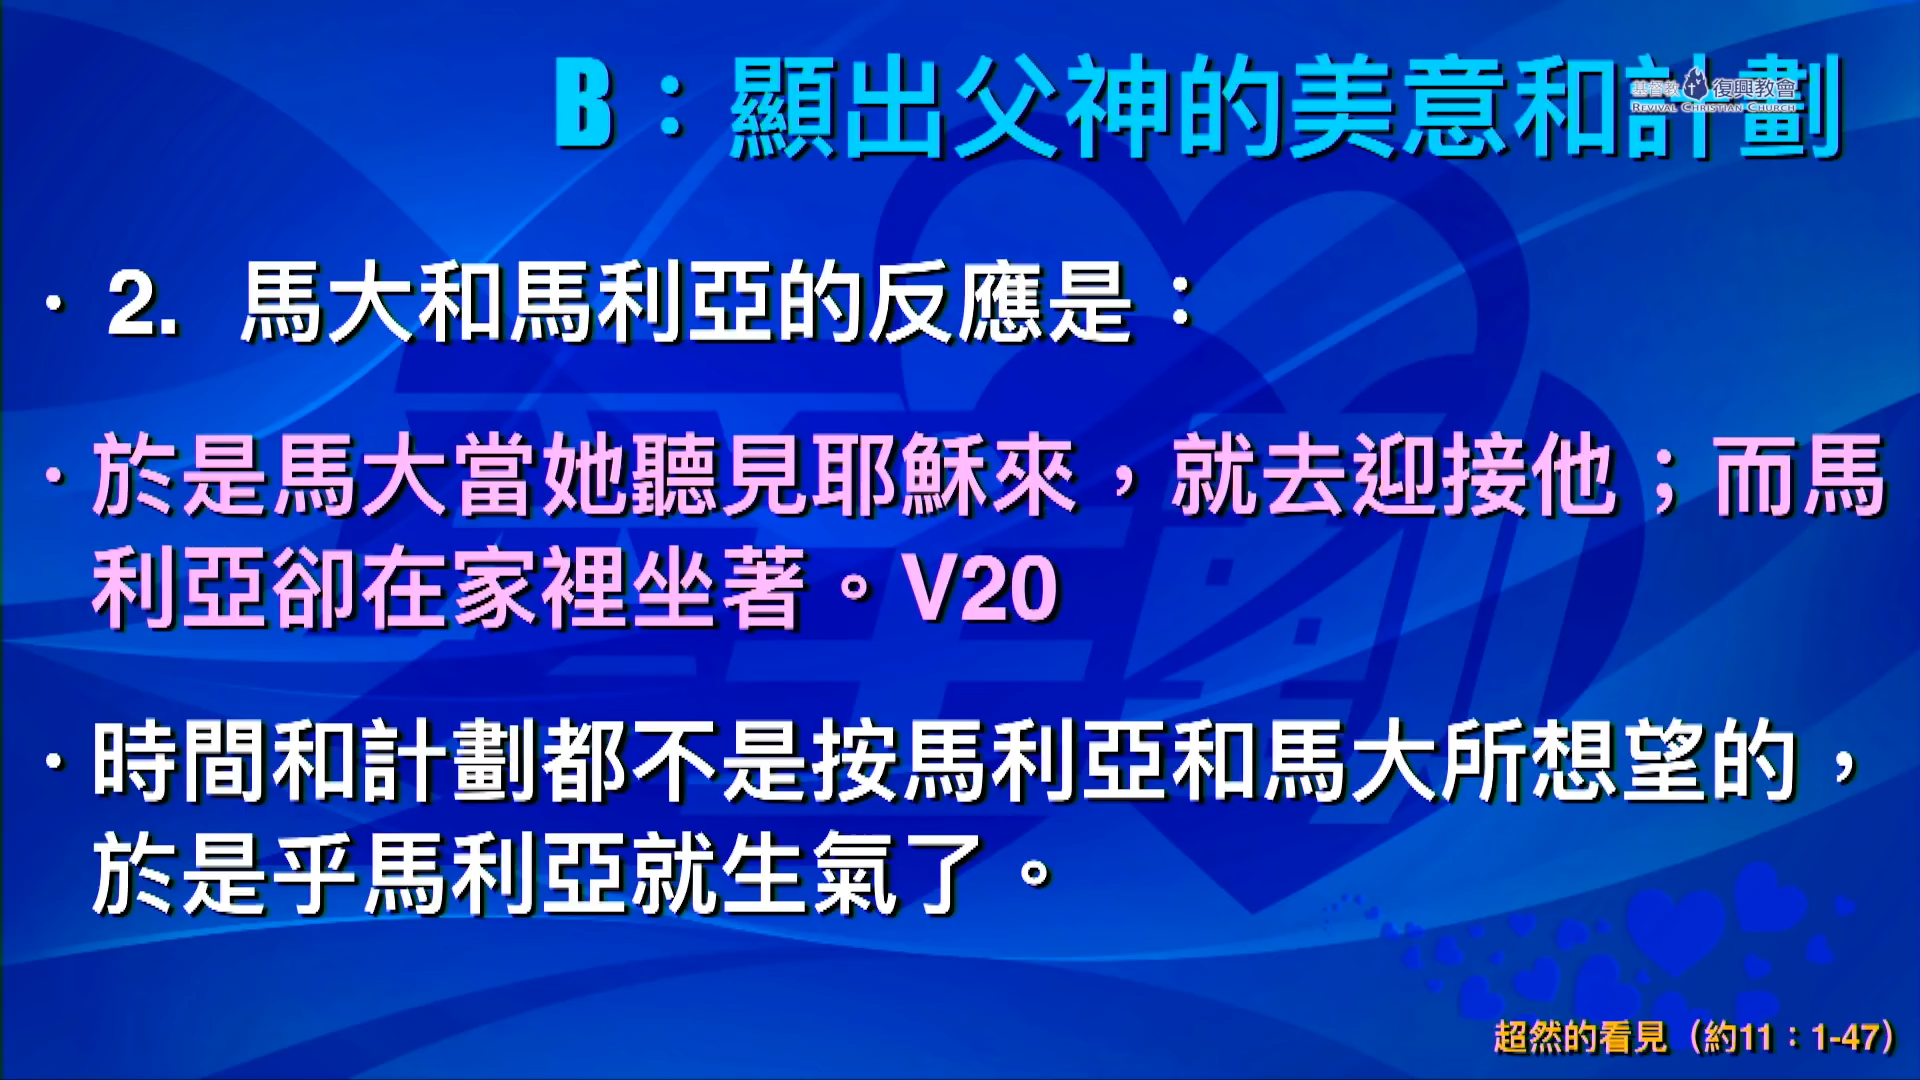 B：顯出父神的美意和計劃
基督教 復興教會
REVIVAL CHRISTIAN CHURCH
· 2. 馬大和馬利亞的反應是：
· 於是馬大當她聽見耶穌來，就去迎接他；而馬
利亞卻在家裡坐著。V20
· 時間和計劃都不是按馬利亞和馬大所想望的，
於是乎馬利亞就生氣了。
超然的看見（約11：1-47）